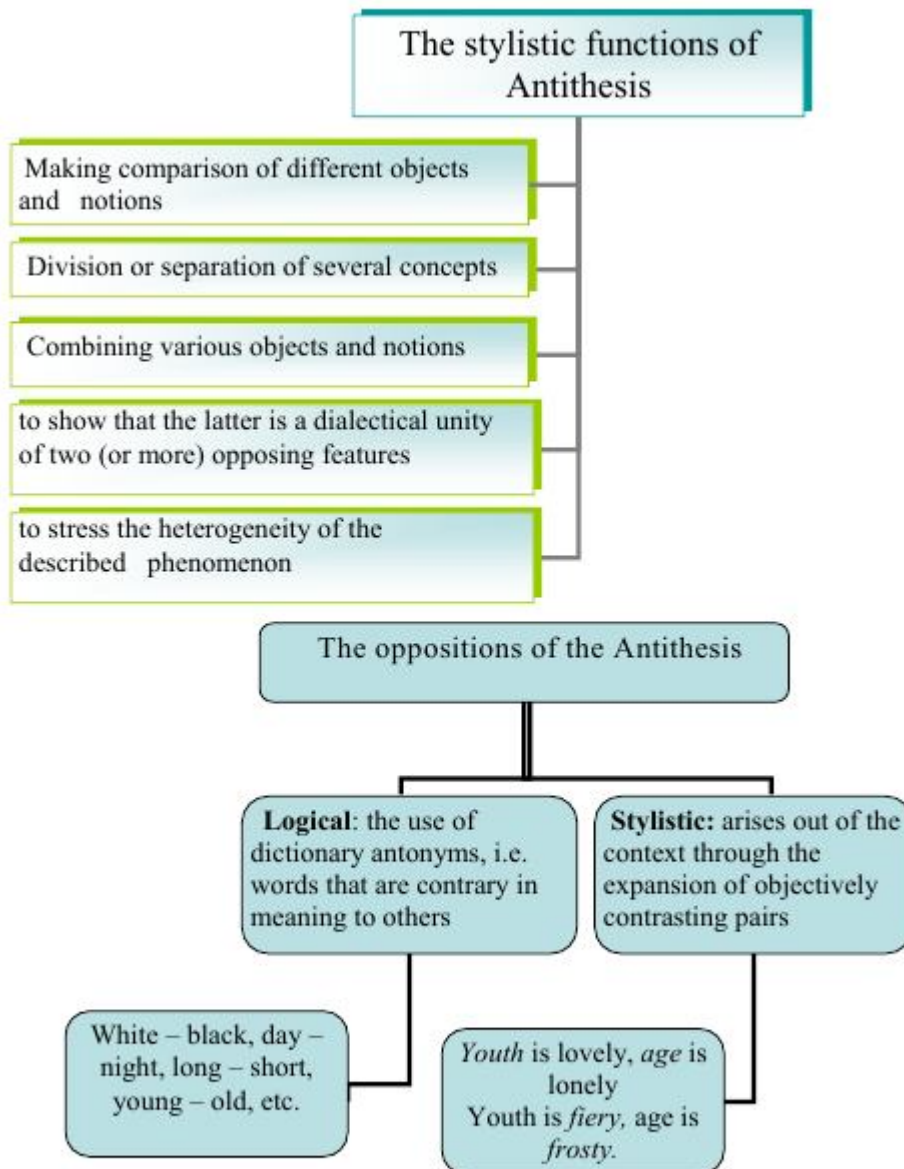 The stylistic functions of
Antithesis
Making comparison of different objects
and notions
Division or separation of several concepts
Combining various objects and notions
to show that the latter is a dialectical unity
of two (or more) opposing features
to stress the heterogeneity of the
described phenomenon
The oppositions of the Antithesis
Logical: the use of
dictionary antonyms, i.e.
words that are contrary in
meaning to others
Stylistic: arises out of the
context through the
expansion of objectively
contrasting pairs
White – black, day –
night, long – short,
young – old, etc.
Youth is lovely, age is
lonely
Youth is fiery, age is
frosty.